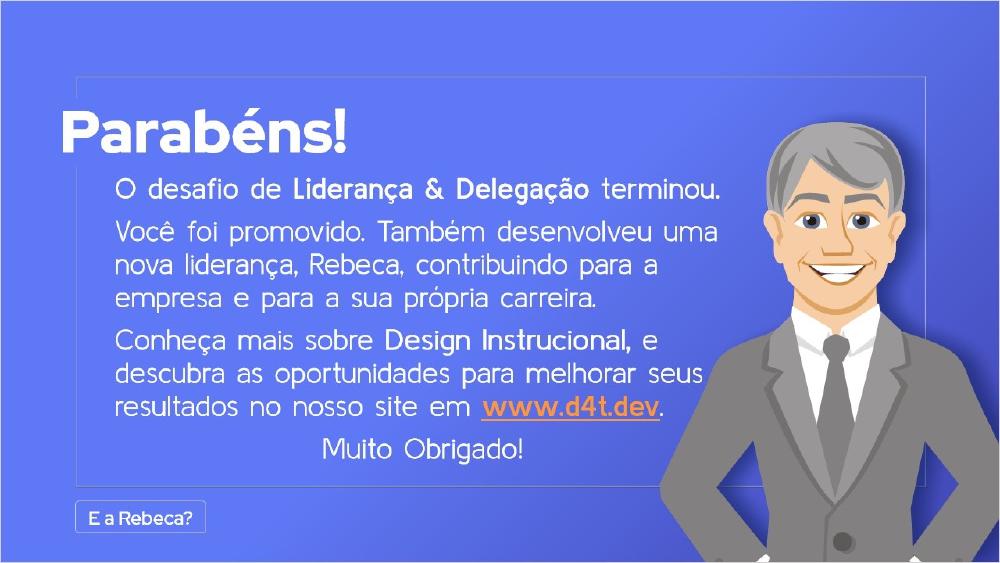 Parabéns!
O desafio de Liderança & Delegação terminou.
Você foi promovido. Também desenvolveu uma
nova liderança, Rebeca, contribuindo para a
empresa e para a sua própria carreira.
Conheça mais sobre Design Instrucional, e
descubra as oportunidades para melhorar seus
resultados no nosso site em www.d4t.dev.
Muito Obrigado!
E a Rebeca?